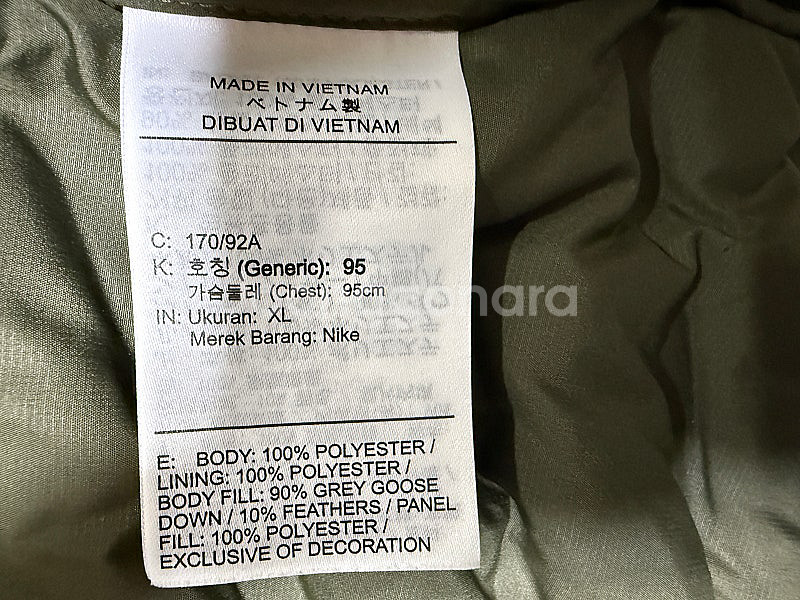 MADE IN VIETNAM
ベトナム製
DIBUAT DI VIETNAM
C: 170/92A
K: 호칭 (Generic): 95
가슴둘레 (Chest): 95cm
IN: Ukuran: XL
Merek Barang: Nike
E: BODY: 100% POLYESTER /
LINING: 100% POLYESTER /
BODY FILL: 90% GREY GOOSE
DOWN / 10% FEATHERS / PANEL
FILL: 100% POLYESTER /
EXCLUSIVE OF DECORATION